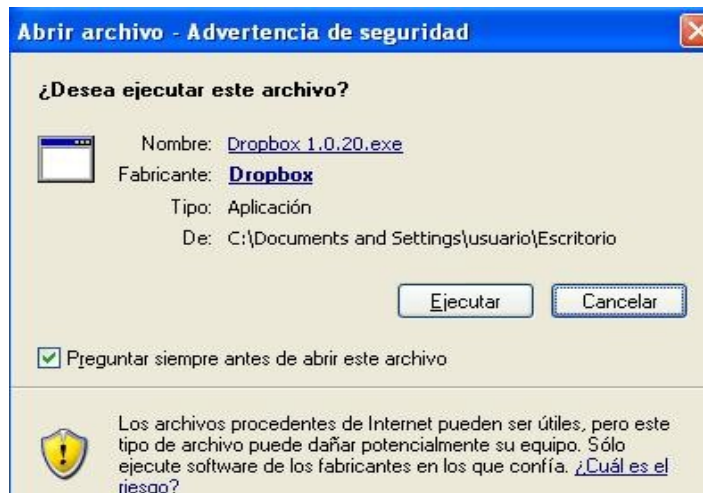 Abrir archivo - Advertencia de seguridad
¿Desea ejecutar este archivo?
Nombre: Dropbox 1.0.20.exe
Fabricante: Dropbox
Tipo: Aplicación
De: C:\Documents and Settings\usuario\Escritorio
Ejecutar Cancelar
Preguntar siempre antes de abrir este archivo
Los archivos procedentes de Internet pueden ser útiles, pero este
tipo de archivo puede dañar potencialmente su equipo. Sólo
ejecute software de los fabricantes en los que confía. ¿Cuál es el
riesgo?